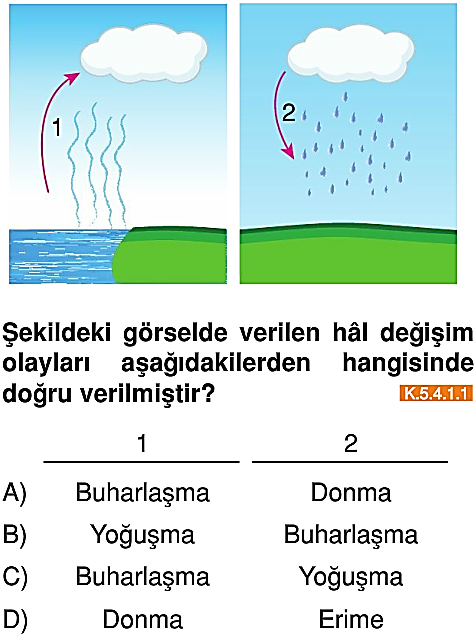 1
2
Şekildeki görselde verilen hâl değişim
olayları aşağıdakilerden hangisinde
doğru verilmiştir?
K.5.4.1.1
1 2
A) Buharlaşma Donma
B) Yoğuşma Buharlaşma
C) Buharlaşma Yoğuşma
D) Donma Erime